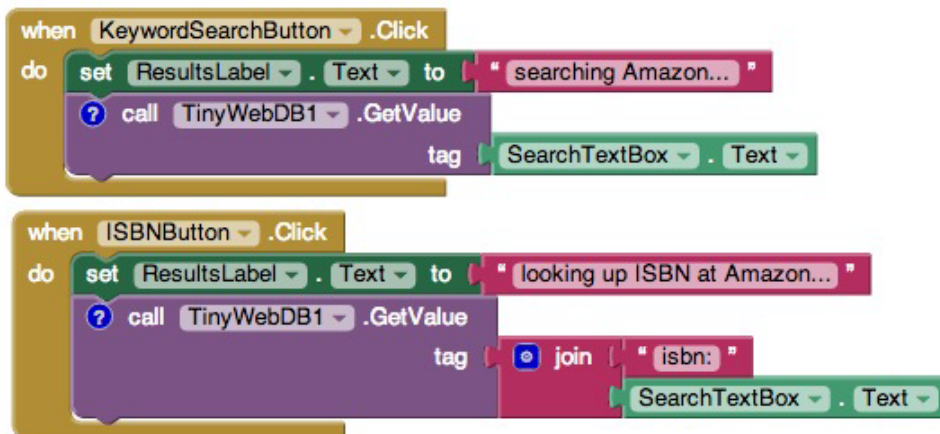 when KeywordSearchButton .Click
do set ResultsLabel . Text to " searching Amazon... "
? call TinyWebDB1 .GetValue
tag SearchTextBox . Text
when ISBNButton .Click
do set ResultsLabel . Text to " looking up ISBN at Amazon... "
? call TinyWebDB1 .GetValue
tag join " isbn: "
SearchTextBox . Text